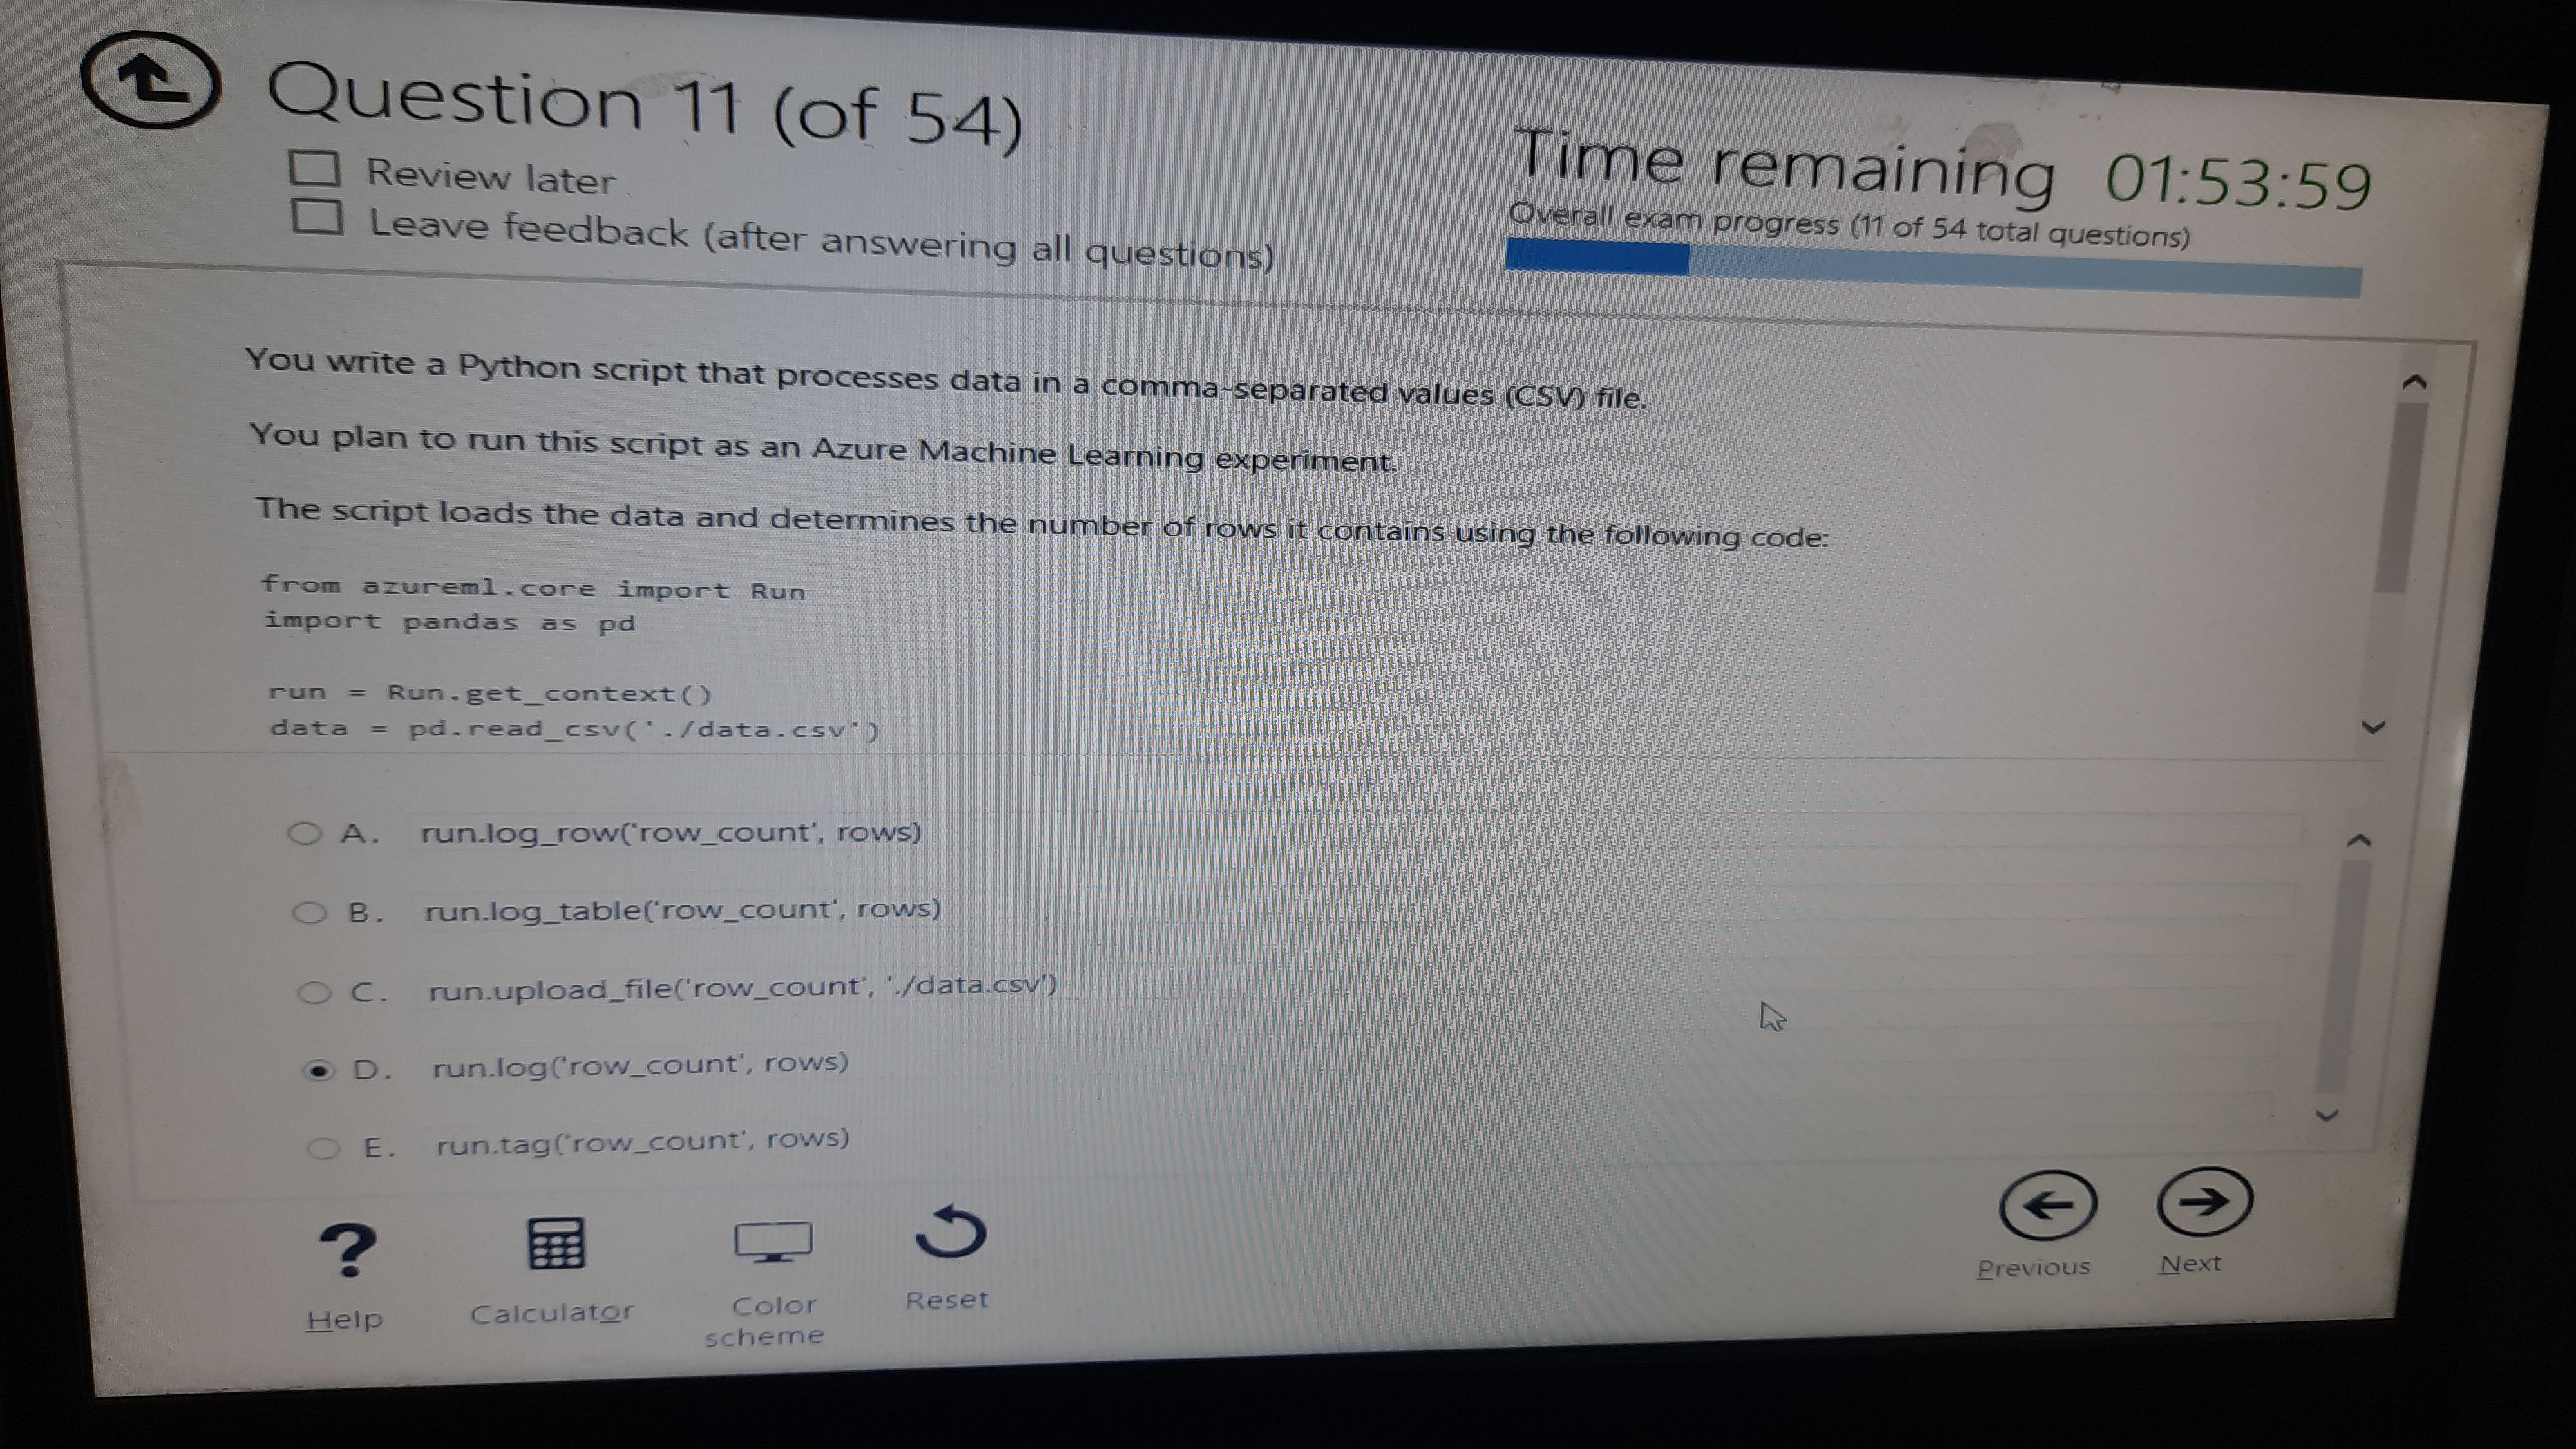 Question 11 (of 54)
Review later
Leave feedback (after answering all questions)
Time remaining 01:53:59
Overall exam progress (11 of 54 total questions)
You write a Python script that processes data in a comma-separated values (CSV) file.
You plan to run this script as an Azure Machine Learning experiment.
The script loads the data and determines the number of rows it contains using the following code:
from azureml.core import Run
import pandas as pd
run = Run.get_context()
data = pd.read_csv('./data.csv')
A. run.log_row('row_count', rows)
B. run.log_table('row_count', rows)
C. run.upload_file('row_count', './data.csv')
D. run.log('row_count', rows)
E. run.tag('row_count', rows)
Help
Calculator
Color
scheme
Reset
Previous
Next